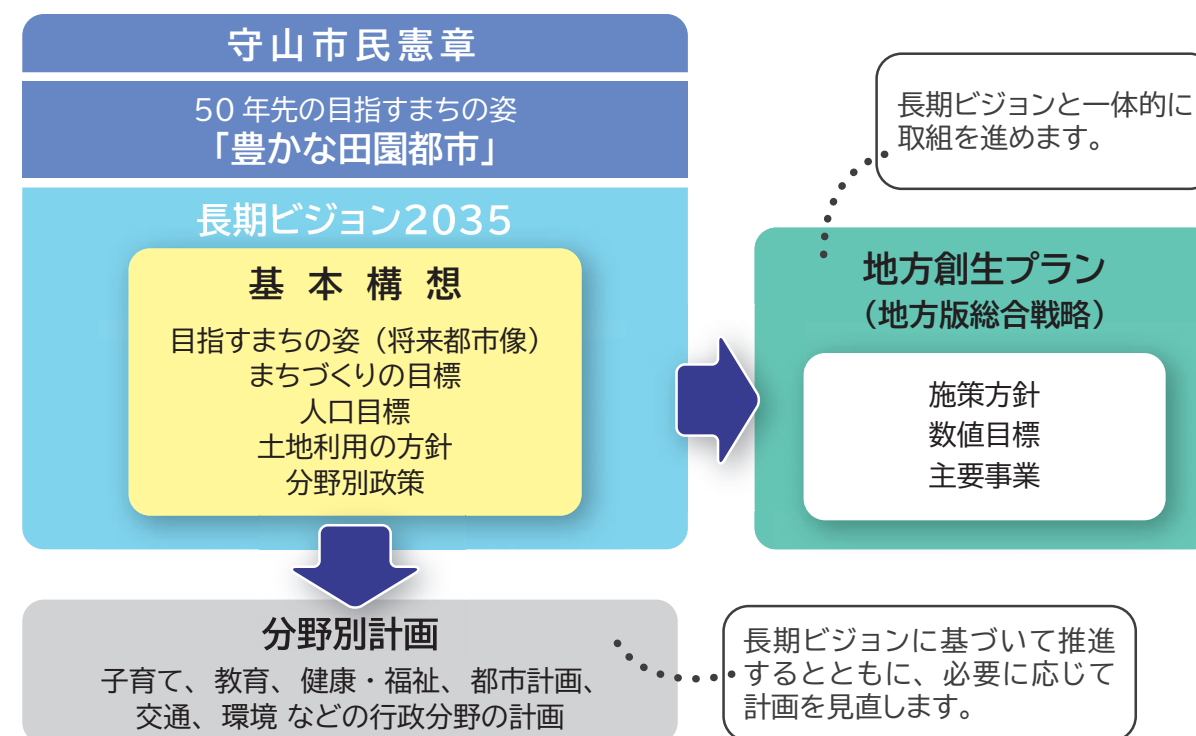 守山市民憲章
50年先の目指すまちの姿
「豊かな田園都市」
長期ビジョン2035
基本構想
目指すまちの姿（将来都市像）
まちづくりの目標
人口目標
土地利用の方針
分野別政策
長期ビジョンと一体的に
取組を進めます。
地方創生プラン
（地方版総合戦略）
施策方針
数値目標
主要事業
分野別計画
子育て、教育、健康・福祉、都市計画、
交通、環境 などの行政分野の計画
長期ビジョンに基づいて推進
するとともに、必要に応じて
計画を見直します。